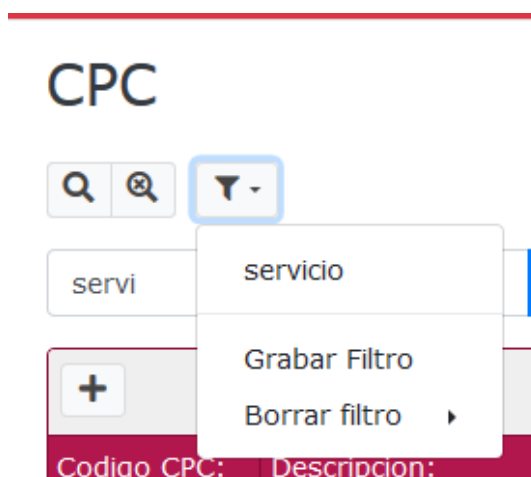 CPC
servi
servicio
Grabar Filtro
Borrar filtro
Codigo CPC: Descripcion: